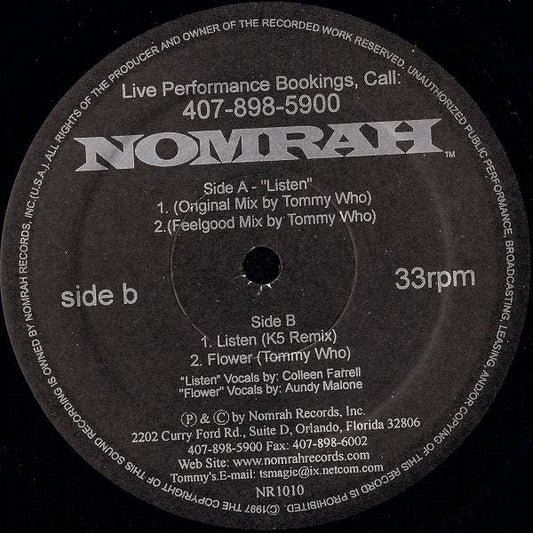 Live Performance Bookings, Call:
407-898-5900
NOMRAH™
Side A - "Listen"
1. (Original Mix by Tommy Who)
2.(Feelgood Mix by Tommy Who)
side b
33rpm
Side B
1. Listen (K5 Remix)
2. Flower (Tommy Who)
"Listen" Vocals by: Colleen Farrell
"Flower" Vocals by: Aundy Malone
Ⓟ & © by Nomrah Records, Inc.
2202 Curry Ford Rd., Suite D, Orlando, Florida 32806
407-898-5900 Fax: 407-898-6002
Web Site: www.nomrahrecords.com
Tommy's.E-mail: tsmagic@ix.netcom.com
NR1010
©1997 THE COPYRIGHT OF THIS SOUND RECORDING IS OWNED BY NOMRAH RECORDS, INC.(U.S.A.) ALL RIGHTS OF THE PRODUCER AND OWNER OF THE RECORDED WORK RESERVED. UNAUTHORIZED PUBLIC PERFORMANCE, BROADCASTING, LEASING AND/OR COPYING OF THIS RECORD IS PROHIBITED.